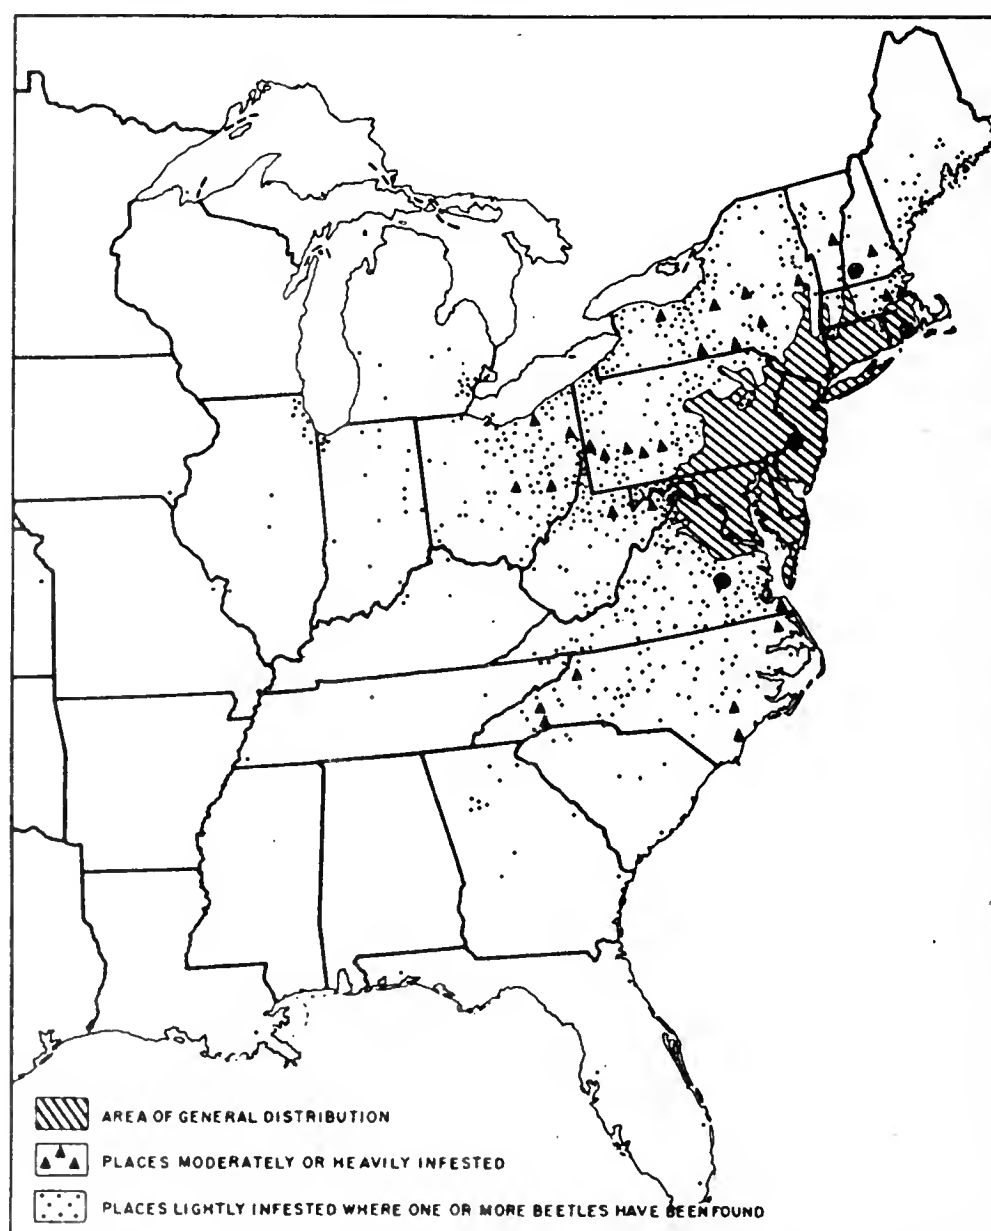 AREA OF GENERAL DISTRIBUTION
PLACES MODERATELY OR HEAVILY INFESTED
PLACES LIGHTLY INFESTED WHERE ONE OR MORE BEETLES HAVE BEEN FOUND